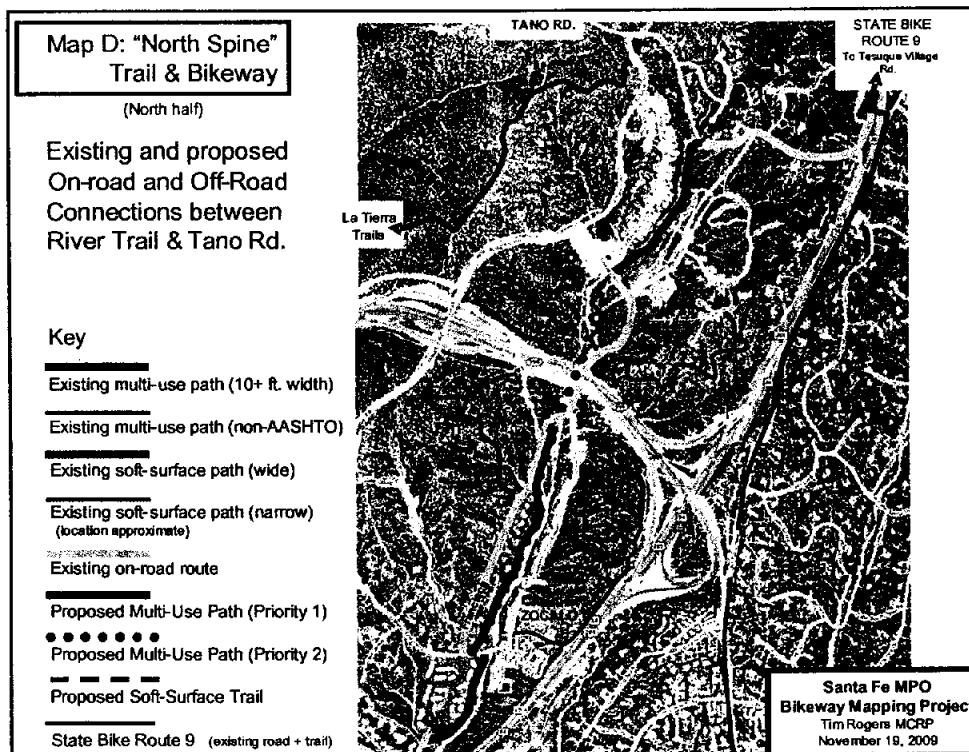 Map D: “North Spine”
Trail & Bikeway
(North half)
Existing and proposed
On-road and Off-Road
Connections between
River Trail & Tano Rd.
Key
Existing multi-use path (10+ ft. width)
Existing multi-use path (non-AASHTO)
Existing soft-surface path (wide)
Existing soft-surface path (narrow)
(location approximate)
Existing on-road route
Proposed Multi-Use Path (Priority 1)
Proposed Multi-Use Path (Priority 2)
Proposed Soft-Surface Trail
State Bike Route 9 (existing road + trail)
TANO RD.
STATE BIKE
ROUTE 9
To Tesuque Village
Rd.
La Tierra
Trails
Santa Fe MPO
Bikeway Mapping Project
Tim Rogers MCRP
November 19, 2009